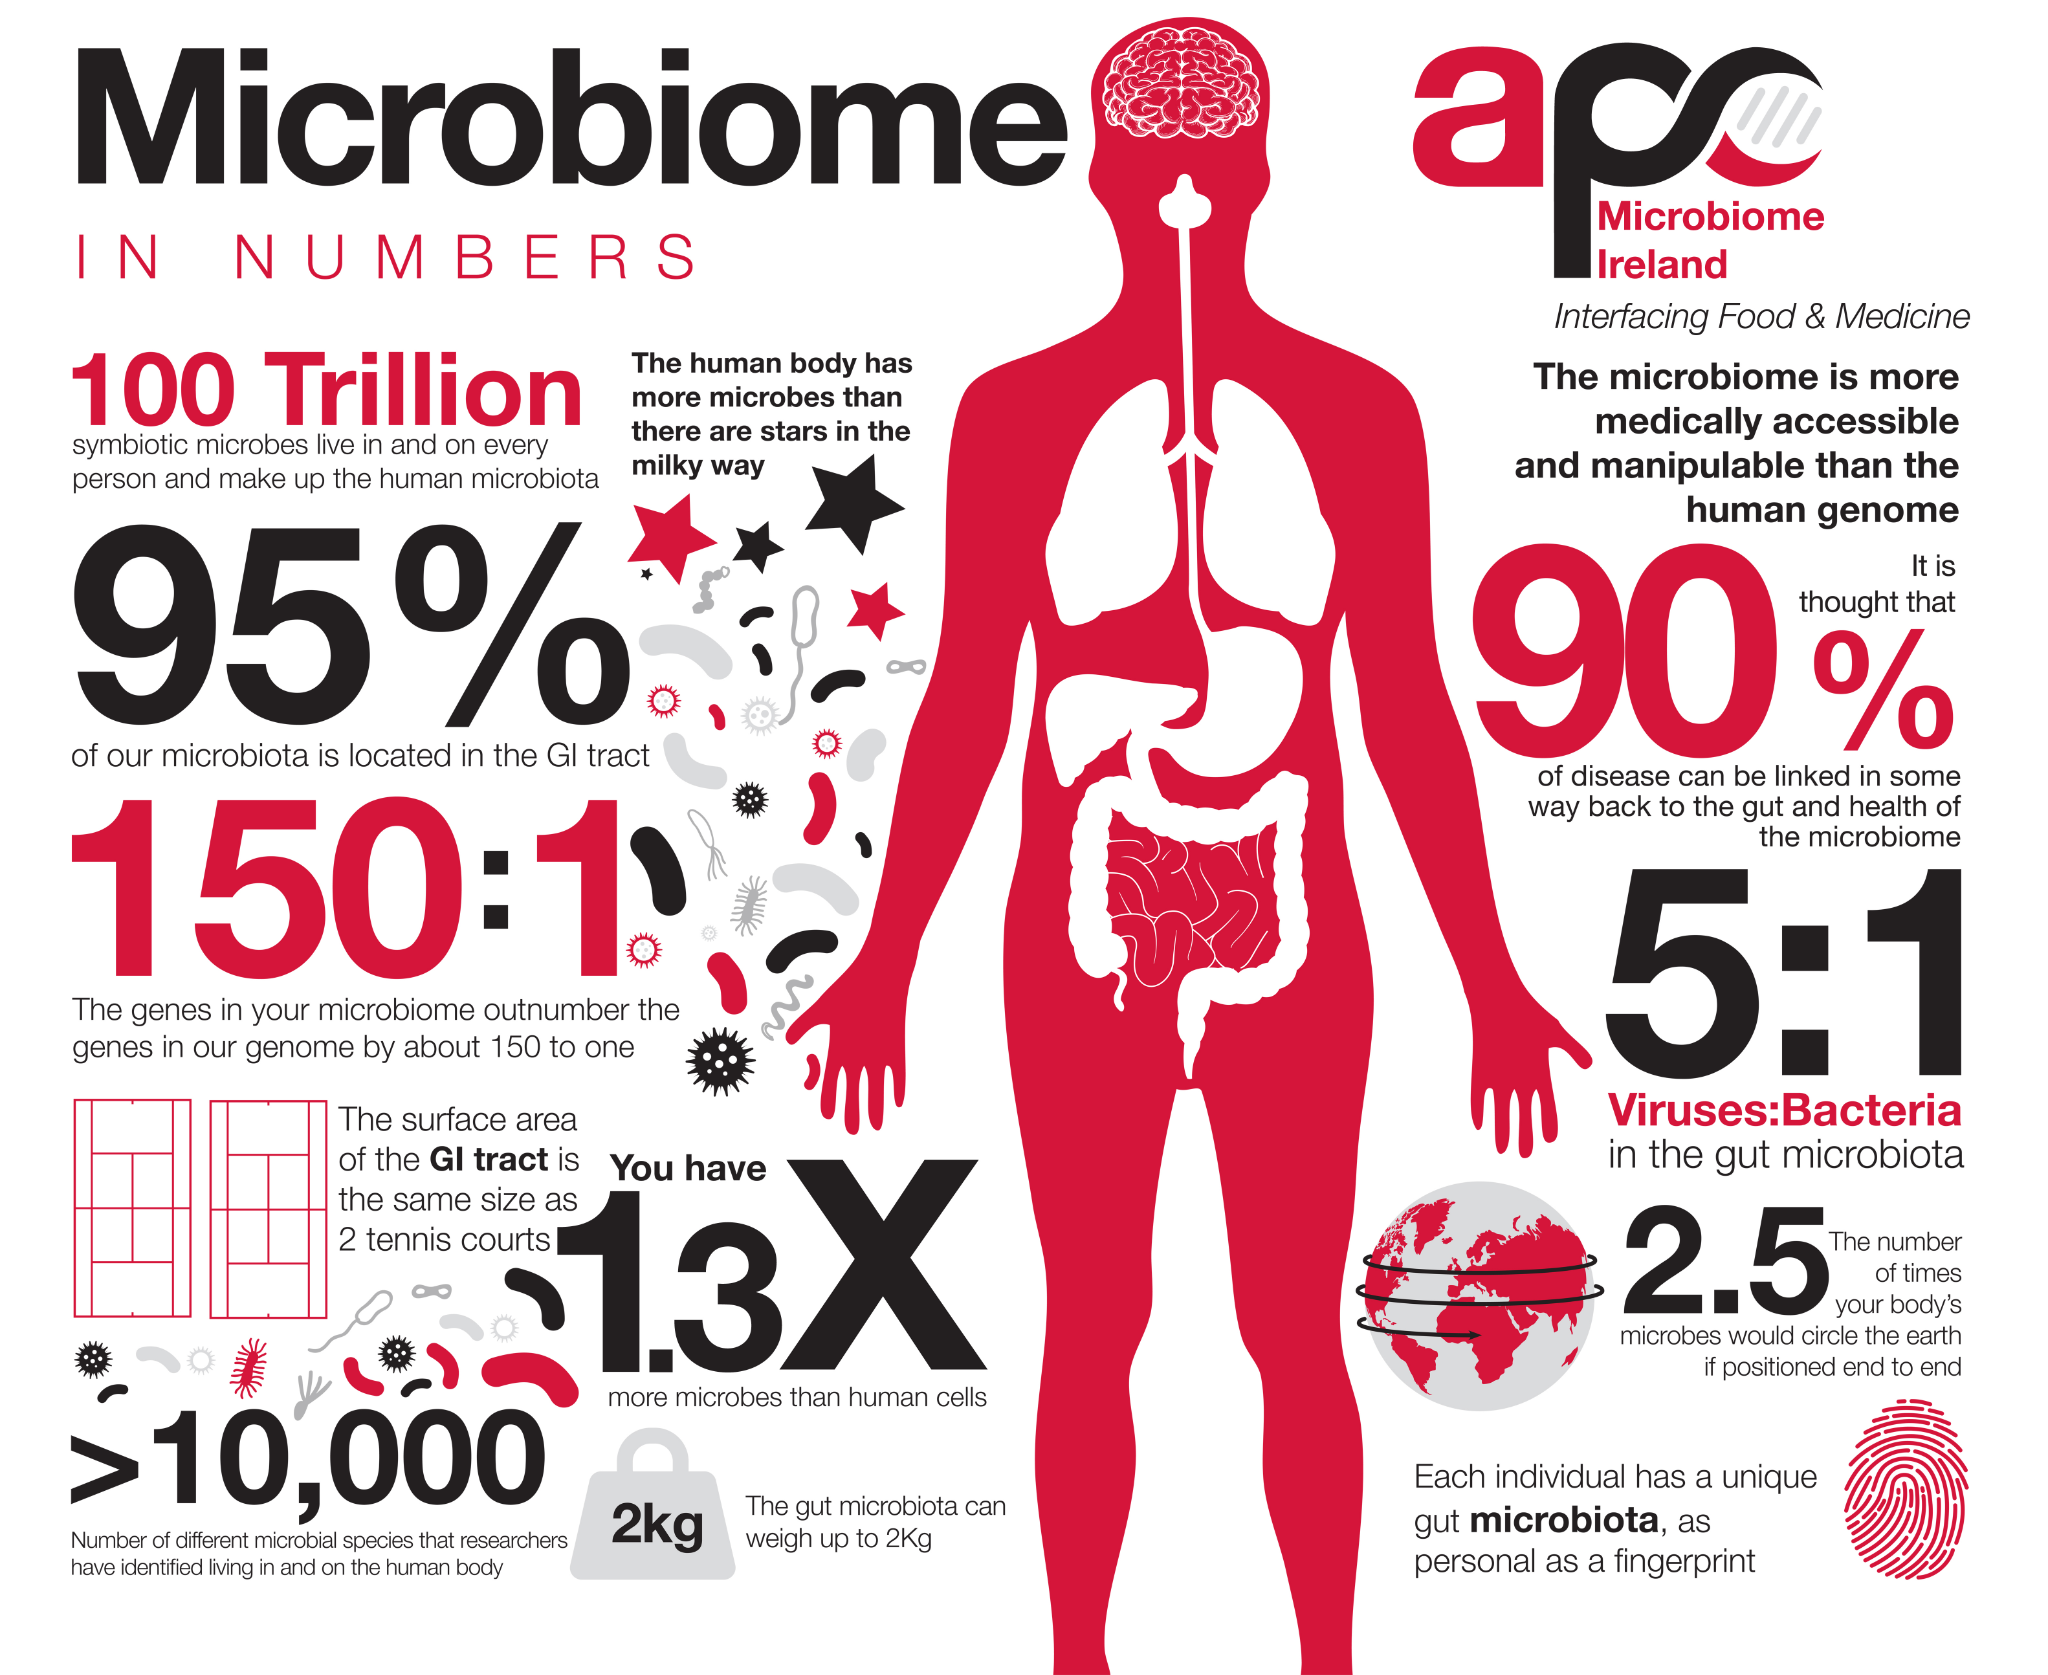 Microbiome
IN NUMBERS
apc
Microbiome
Ireland
Interfacing Food & Medicine
100 Trillion
symbiotic microbes live in and on every
person and make up the human microbiota
The human body has
more microbes than
there are stars in the
milky way
95%
of our microbiota is located in the GI tract
150:1
The genes in your microbiome outnumber the
genes in our genome by about 150 to one
The surface area
of the GI tract is
the same size as
2 tennis courts
You have
1.3X
more microbes than human cells
>10,000
Number of different microbial species that researchers
have identified living in and on the human body
2kg
The gut microbiota can
weigh up to 2Kg
The microbiome is more
medically accessible
and manipulable than the
human genome
It is
thought that
90%
of disease can be linked in some
way back to the gut and health of
the microbiome
5:1
Viruses:Bacteria
in the gut microbiota
2.5
The number
of times
your body's
microbes would circle the earth
if positioned end to end
Each individual has a unique
gut microbiota, as
personal as a fingerprint